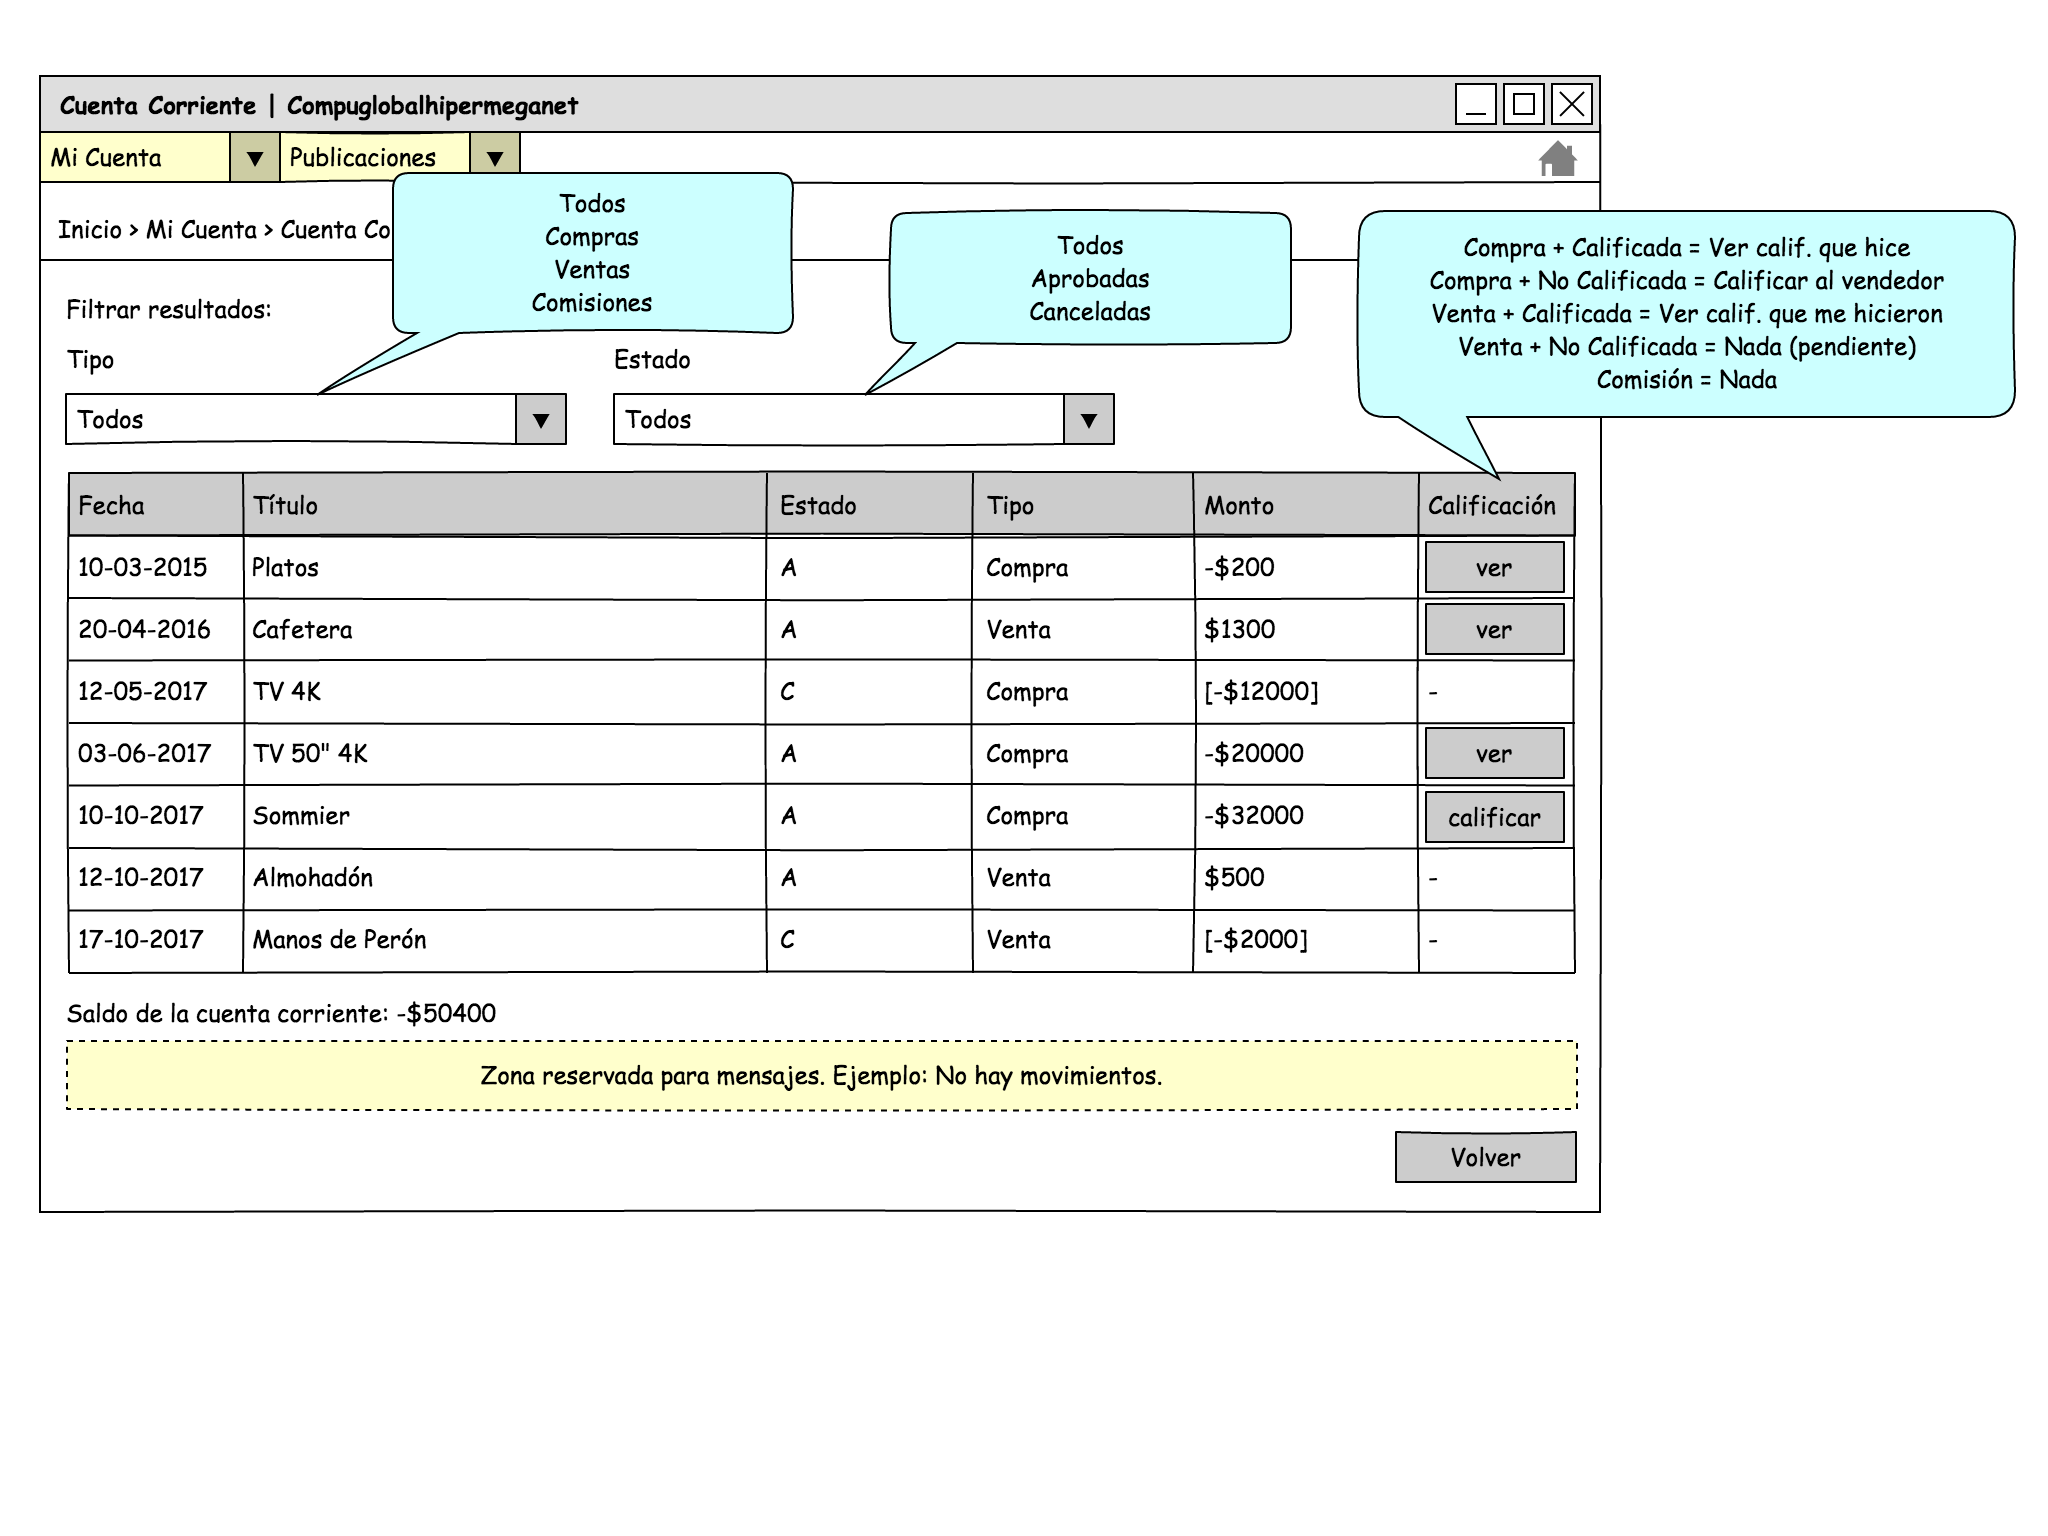 Cuenta Corriente | Compuglobalhipermeganet
Mi Cuenta ▼ Publicaciones ▼
Inicio > Mi Cuenta > Cuenta Co
Todos
Compras
Ventas
Comisiones
Todos
Aprobadas
Canceladas
Compra + Calificada = Ver calif. que hice
Compra + No Calificada = Calificar al vendedor
Venta + Calificada = Ver calif. que me hicieron
Venta + No Calificada = Nada (pendiente)
Comisión = Nada
Filtrar resultados:
Tipo Estado
Todos ▼ Todos ▼
Fecha Título Estado Tipo Monto Calificación
10-03-2015 Platos A Compra -$200 ver
20-04-2016 Cafetera A Venta $1300 ver
12-05-2017 TV 4K C Compra [-$12000] -
03-06-2017 TV 50" 4K A Compra -$20000 ver
10-10-2017 Sommier A Compra -$32000 calificar
12-10-2017 Almohadón A Venta $500 -
17-10-2017 Manos de Perón C Venta [-$2000] -
Saldo de la cuenta corriente: -$50400
Zona reservada para mensajes. Ejemplo: No hay movimientos.
Volver